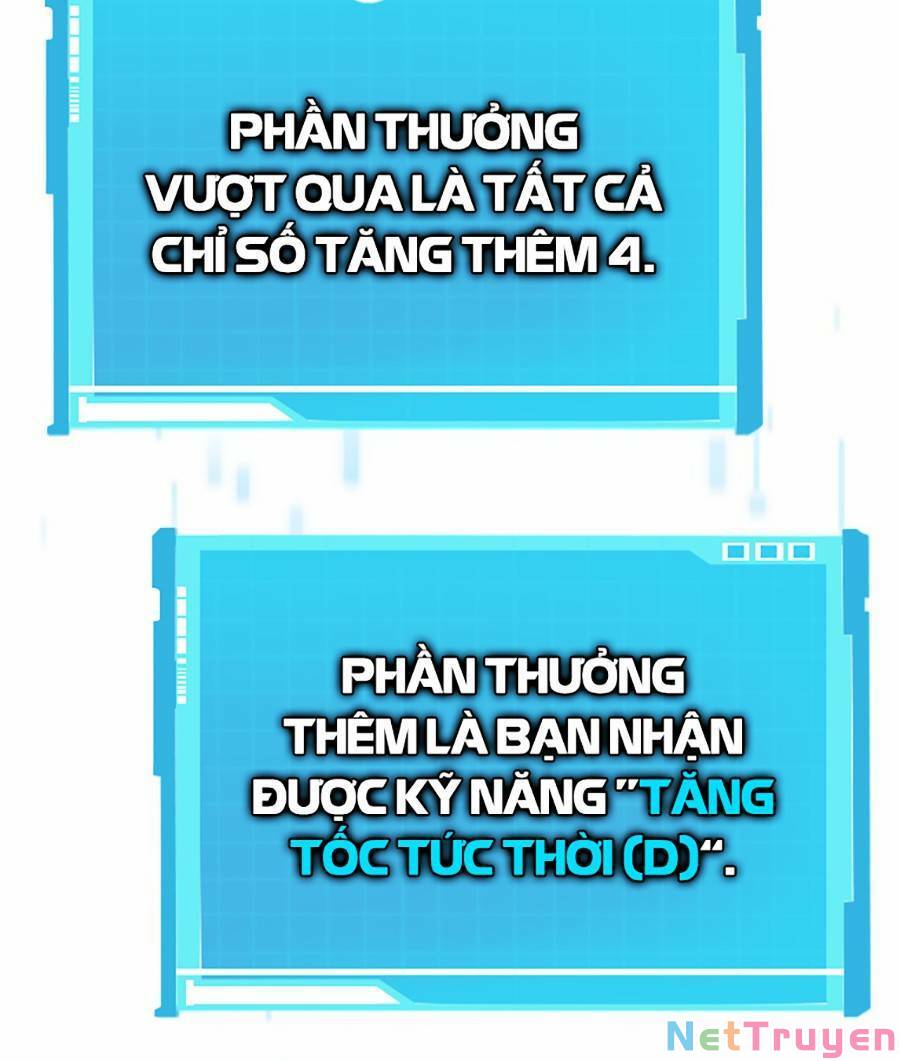 PHẦN THƯỞNG
VƯỢT QUA LÀ TẤT CẢ
CHỈ SỐ TĂNG THÊM 4.
PHẦN THƯỞNG
THÊM LÀ BẠN NHẬN
ĐƯỢC KỸ NĂNG "TĂNG
TỐC TỨC THỜI (D)".
NetTruyen